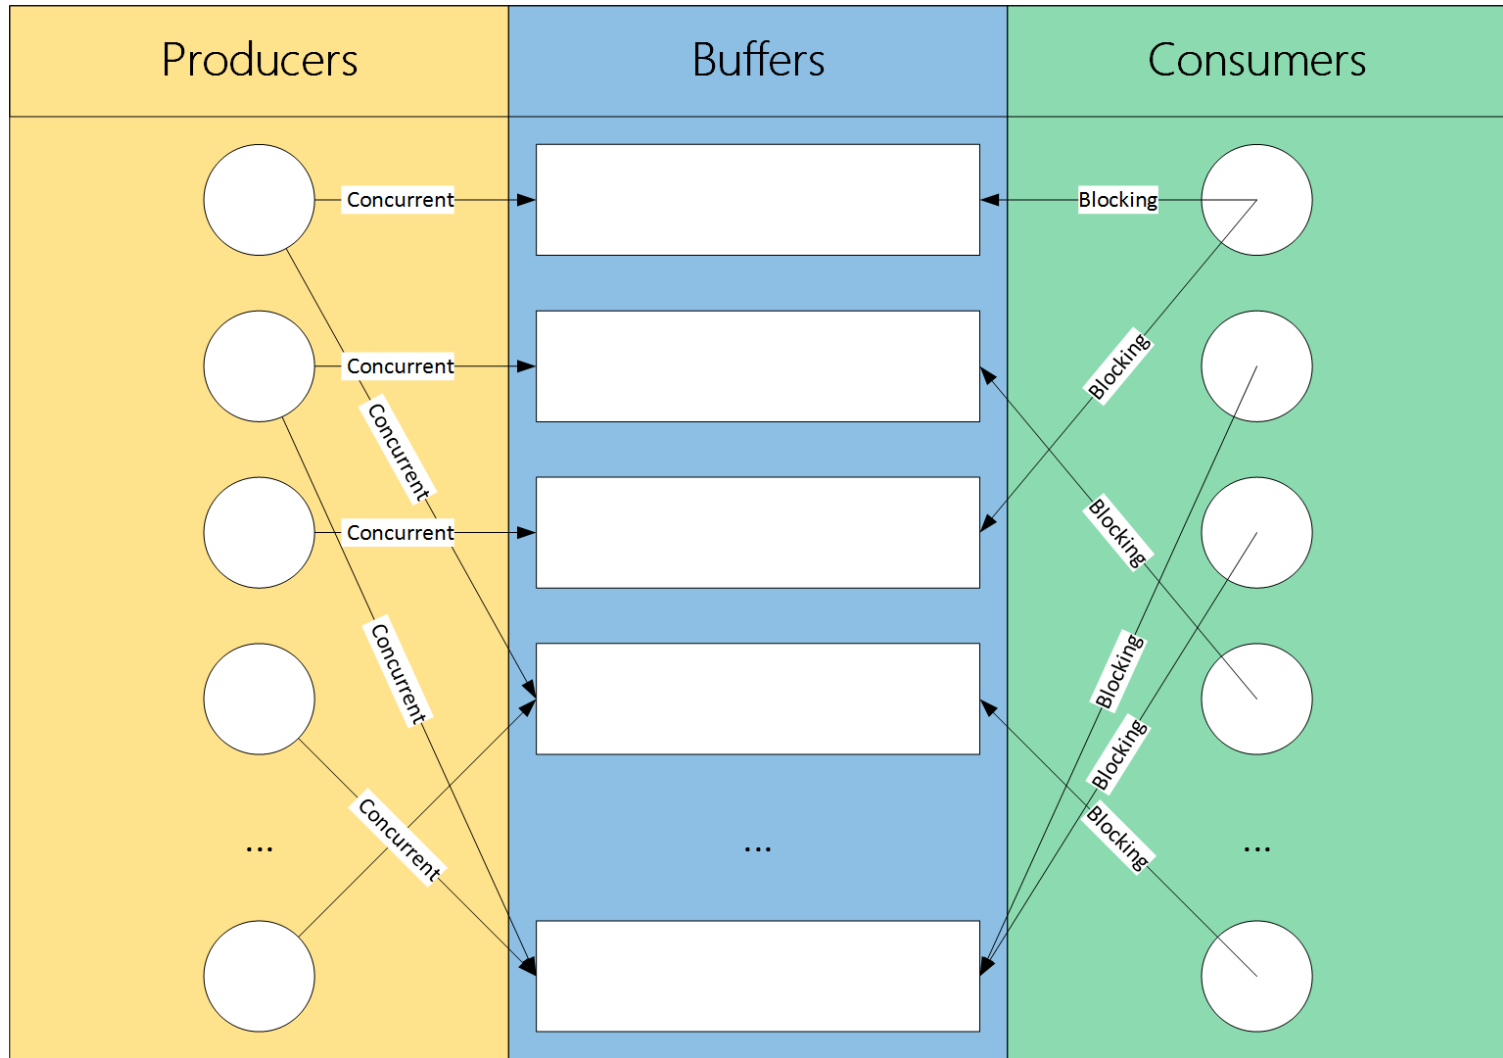 Producers
Buffers
Consumers
Concurrent
Blocking
Concurrent
Blocking
Concurrent
Concurrent
Blocking
Concurrent
Blocking
Blocking
Concurrent
Blocking
...
...
...